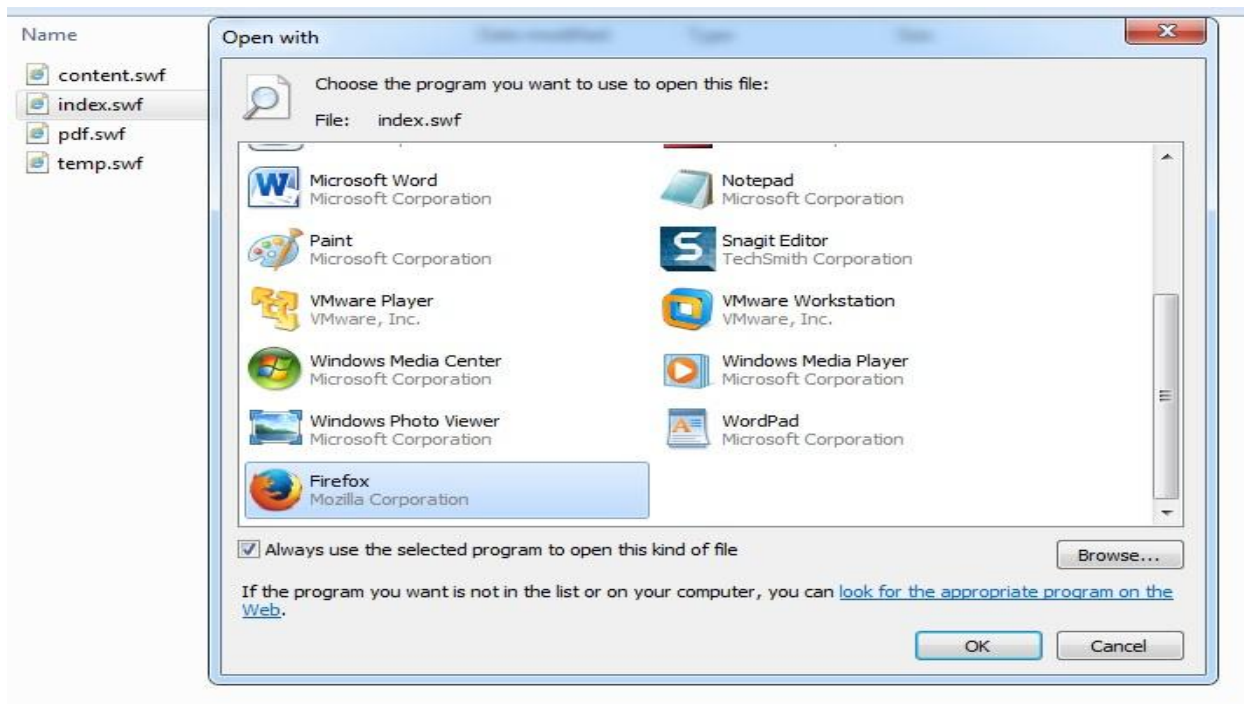 Name
content.swf
index.swf
pdf.swf
temp.swf
Open with
Choose the program you want to use to open this file:
File: index.swf
Microsoft Word
Microsoft Corporation
Notepad
Microsoft Corporation
Paint
Microsoft Corporation
Snagit Editor
TechSmith Corporation
VMware Player
VMware, Inc.
VMware Workstation
VMware, Inc.
Windows Media Center
Microsoft Corporation
Windows Media Player
Microsoft Corporation
Windows Photo Viewer
Microsoft Corporation
WordPad
Microsoft Corporation
Firefox
Mozilla Corporation
Always use the selected program to open this kind of file
Browse...
If the program you want is not in the list or on your computer, you can look for the appropriate program on the
Web.
OK
Cancel